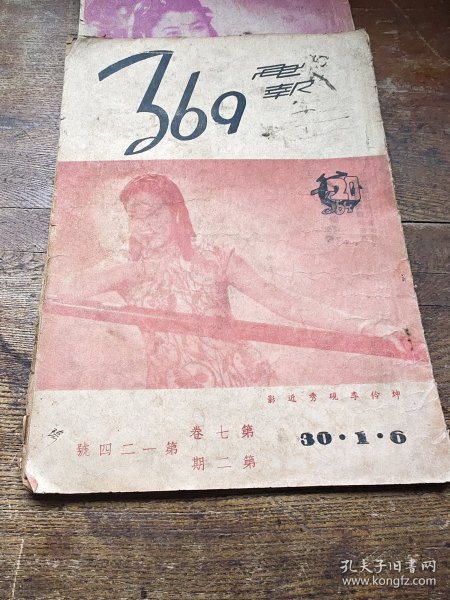 369
畫報
坤伶李硯秀近影
第七卷
第二期
第一二四號
30·1·6
孔夫子旧书网
www.kongfz.com